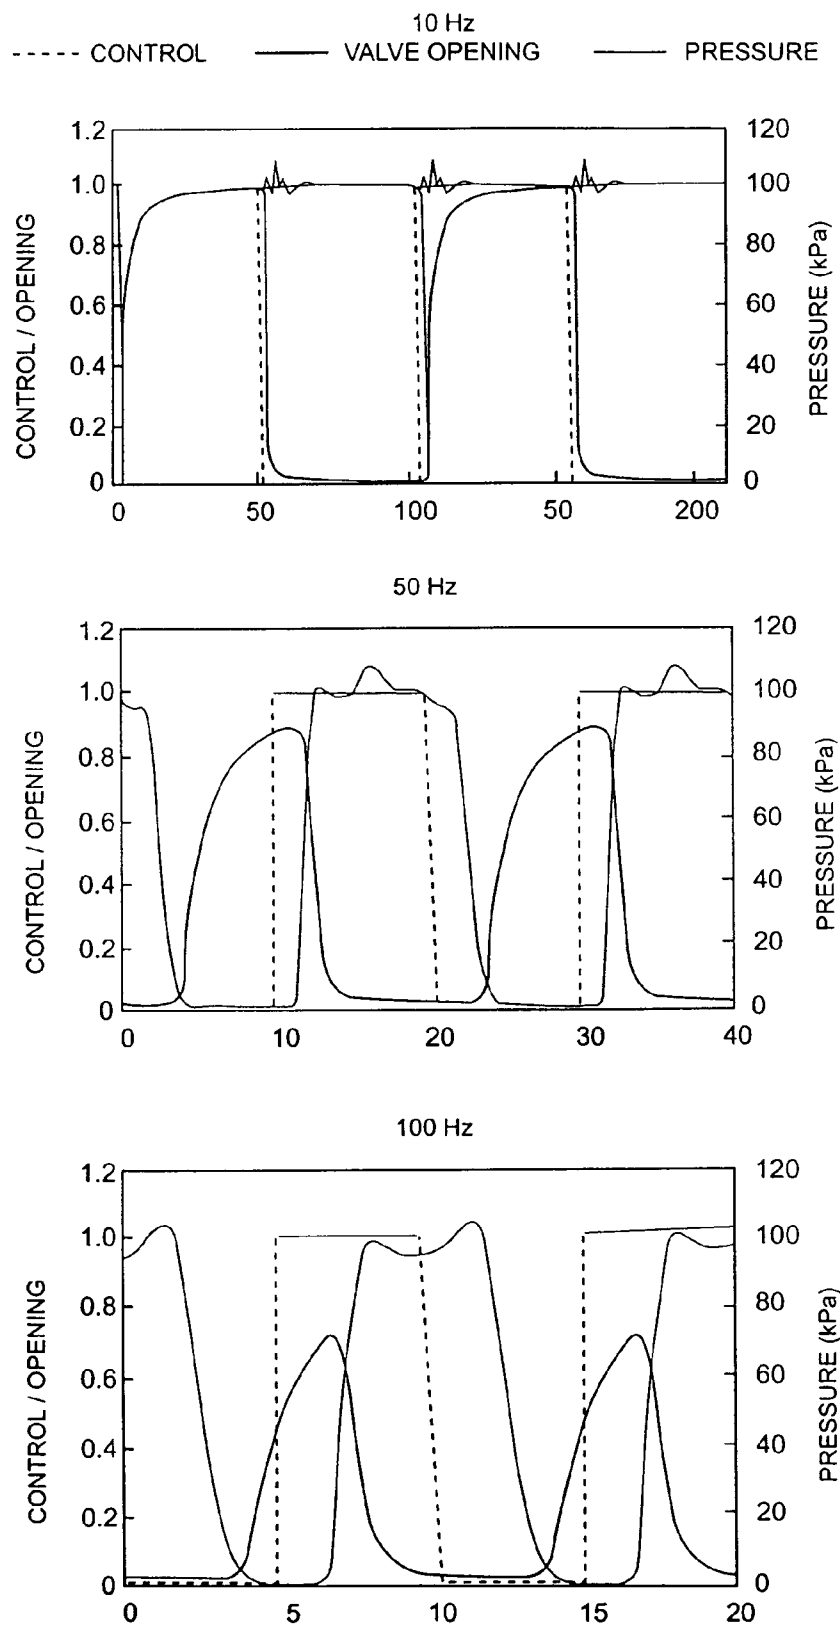 10 Hz
CONTROL VALVE OPENING PRESSURE
1.2 120
1.0 100
0.8 80
0.6 60
0.4 40
0.2 20
0 0
CONTROL / OPENING
PRESSURE (kPa)
0 50 100 50 200
50 Hz
1.2 120
1.0 100
0.8 80
0.6 60
0.4 40
0.2 20
0 0
CONTROL / OPENING
PRESSURE (kPa)
0 10 20 30 40
100 Hz
1.2 120
1.0 100
0.8 80
0.6 60
0.4 40
0.2 20
0 0
CONTROL / OPENING
PRESSURE (kPa)
0 5 10 15 20